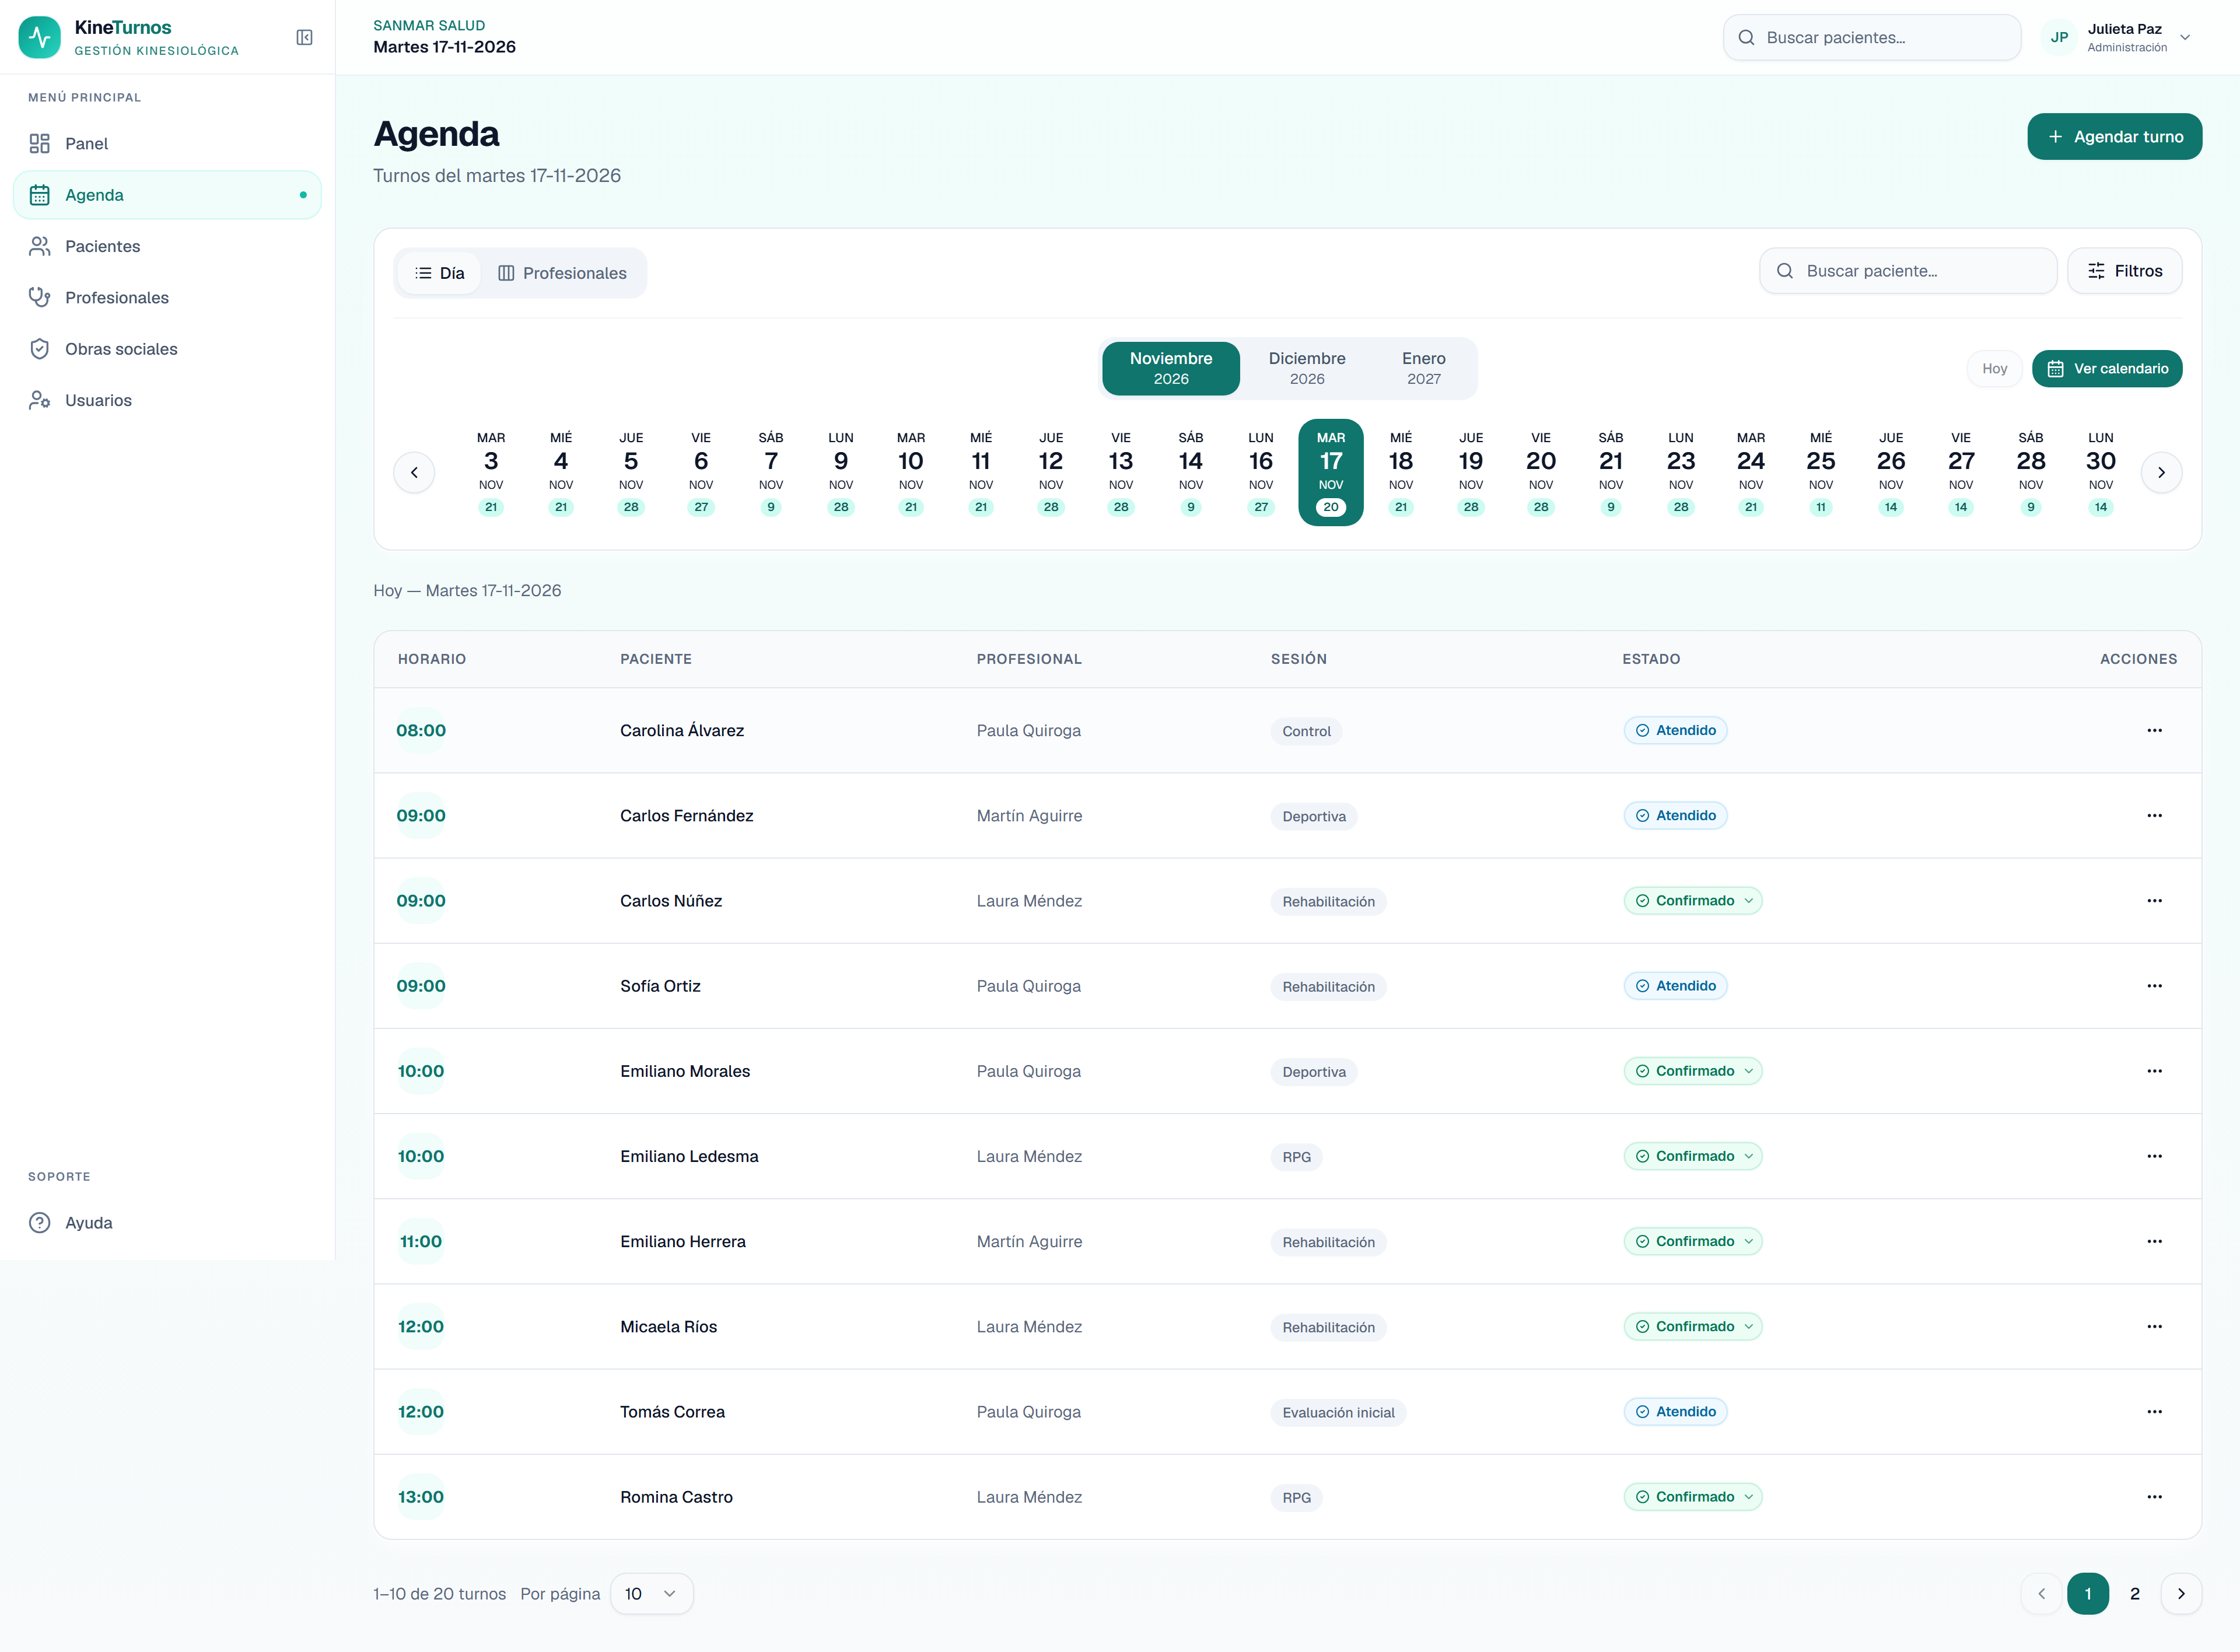 KineTurnos
GESTIÓN KINESIOLÓGICA
MENÚ PRINCIPAL
Panel
Agenda
Pacientes
Profesionales
Obras sociales
Usuarios
SOPORTE
Ayuda
SANMAR SALUD
Martes 17-11-2026
Buscar pacientes...
JP
Julieta Paz
Administración
Agenda
Turnos del martes 17-11-2026
+ Agendar turno
Día
Profesionales
Buscar paciente...
Filtros
Noviembre
2026
Diciembre
2026
Enero
2027
Hoy
Ver calendario
MAR MIÉ JUE VIE SÁB LUN MAR MIÉ JUE VIE SÁB LUN MAR MIÉ JUE VIE SÁB LUN MAR MIÉ JUE VIE SÁB LUN
3 4 5 6 7 9 10 11 12 13 14 16 17 18 19 20 21 23 24 25 26 27 28 30
NOV NOV NOV NOV NOV NOV NOV NOV NOV NOV NOV NOV NOV NOV NOV NOV NOV NOV NOV NOV NOV NOV NOV NOV
21 21 28 27 9 28 21 21 28 28 9 27 20 21 28 28 9 28 21 11 14 14 9 14
Hoy — Martes 17-11-2026
HORARIO PACIENTE PROFESIONAL SESIÓN ESTADO ACCIONES
08:00 Carolina Álvarez Paula Quiroga Control Atendido
09:00 Carlos Fernández Martín Aguirre Deportiva Atendido
09:00 Carlos Núñez Laura Méndez Rehabilitación Confirmado
09:00 Sofía Ortiz Paula Quiroga Rehabilitación Atendido
10:00 Emiliano Morales Paula Quiroga Deportiva Confirmado
10:00 Emiliano Ledesma Laura Méndez RPG Confirmado
11:00 Emiliano Herrera Martín Aguirre Rehabilitación Confirmado
12:00 Micaela Ríos Laura Méndez Rehabilitación Confirmado
12:00 Tomás Correa Paula Quiroga Evaluación inicial Atendido
13:00 Romina Castro Laura Méndez RPG Confirmado
1–10 de 20 turnos Por página 10
1 2